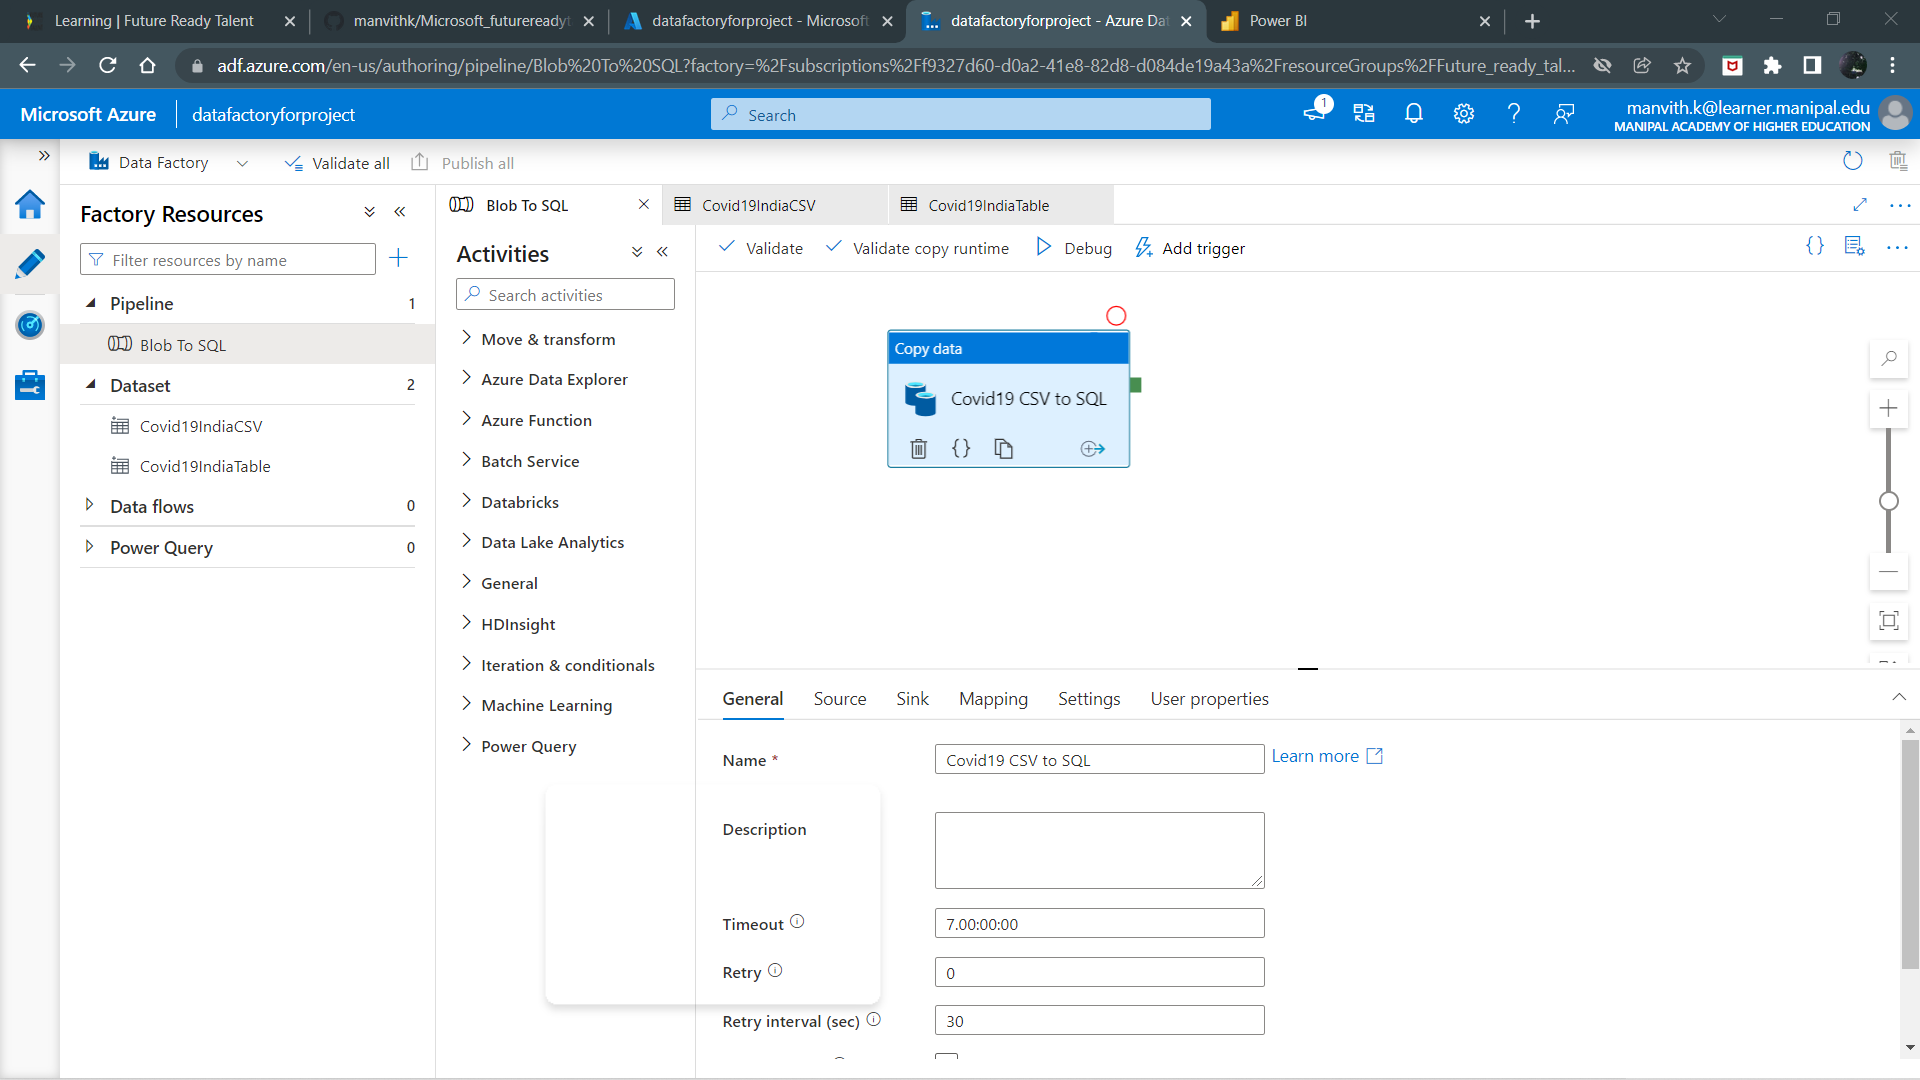 Learning | Future Ready Talent
manvithk/Microsoft_futureready
datafactoryforproject - Microsoft
datafactoryforproject - Azure Dat
Power BI
adf.azure.com/en-us/authoring/pipeline/Blob%20To%20SQL?factory=%2Fsubscriptions%2Ff9327d60-d0a2-41e8-82d8-d084de19a43a%2FresourceGroups%2FFuture_ready_tal...
Microsoft Azure
datafactoryforproject
Search
1
manvith.k@learner.manipal.edu
MANIPAL ACADEMY OF HIGHER EDUCATION
Data Factory
Validate all
Publish all
Factory Resources
Filter resources by name
Pipeline 1
Blob To SQL
Dataset 2
Covid19IndiaCSV
Covid19IndiaTable
Data flows 0
Power Query 0
Blob To SQL
Covid19IndiaCSV
Covid19IndiaTable
Activities
Search activities
Move & transform
Azure Data Explorer
Azure Function
Batch Service
Databricks
Data Lake Analytics
General
HDInsight
Iteration & conditionals
Machine Learning
Power Query
Validate
Validate copy runtime
Debug
Add trigger
Copy data
Covid19 CSV to SQL
General
Source
Sink
Mapping
Settings
User properties
Name *
Covid19 CSV to SQL
Learn more
Description
Timeout
7.00:00:00
Retry
0
Retry interval (sec)
30